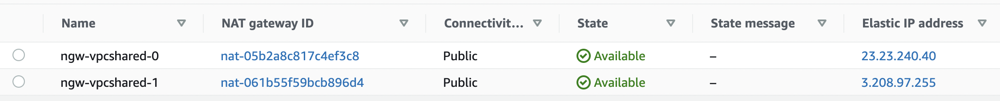 Name NAT gateway ID Connectivit... State State message Elastic IP address
ngw-vpcshared-0 nat-05b2a8c817c4ef3c8 Public Available – 23.23.240.40
ngw-vpcshared-1 nat-061b55f59bcb896d4 Public Available – 3.208.97.255